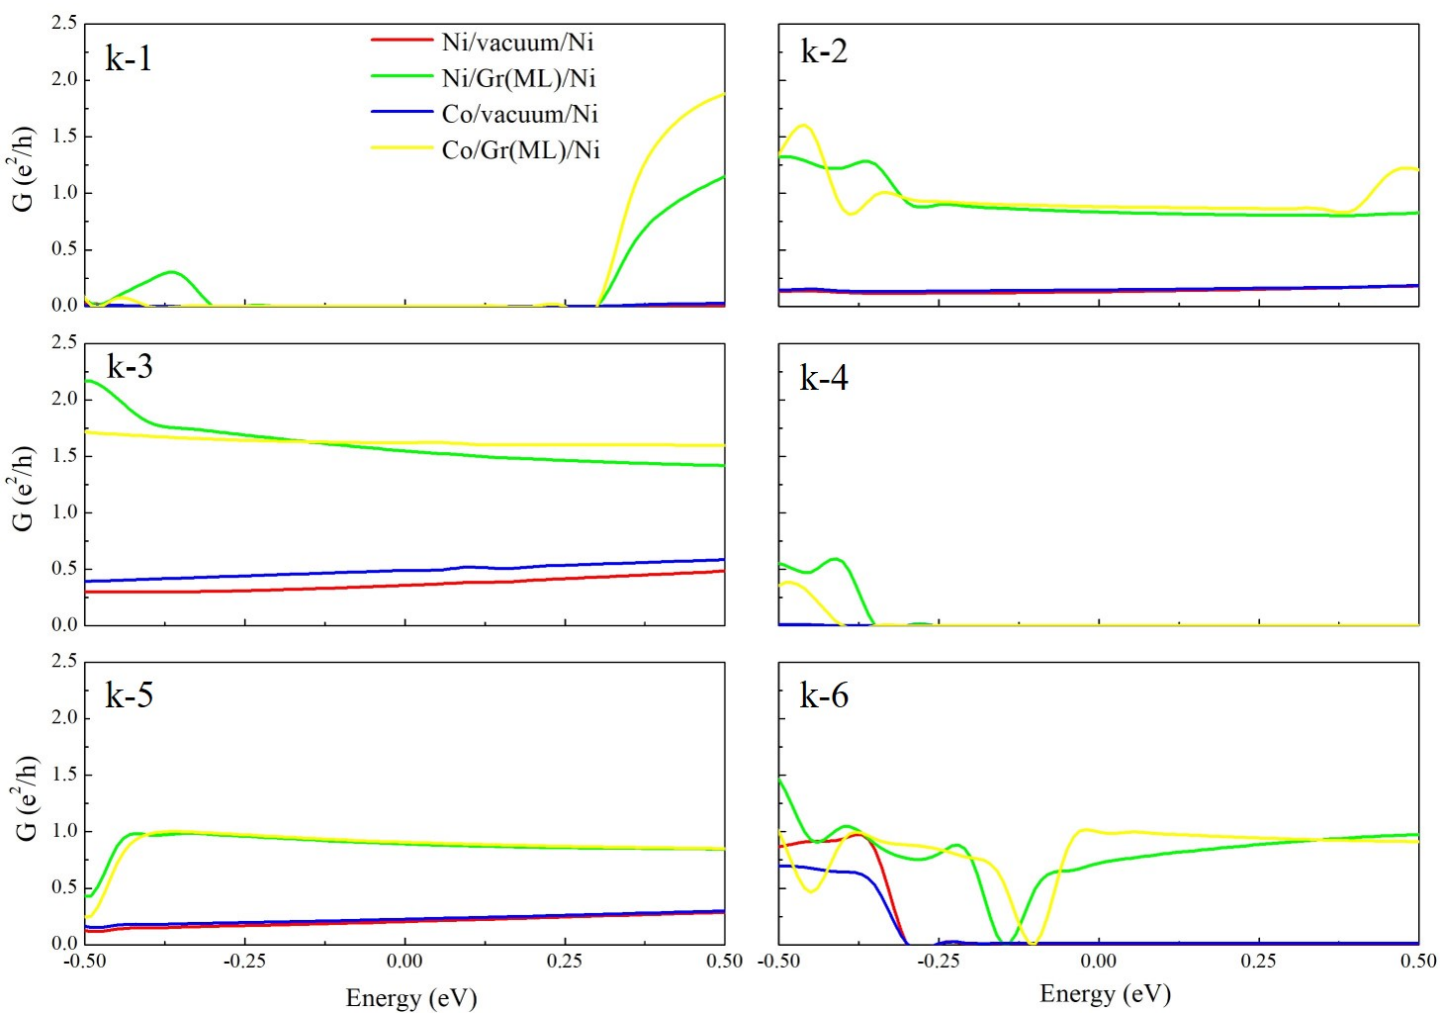 k-1
Ni/vacuum/Ni
Ni/Gr(ML)/Ni
Co/vacuum/Ni
Co/Gr(ML)/Ni
2.5
2.0
1.5
1.0
0.5
0.0
G (e²/h)
k-2
k-3
2.5
2.0
1.5
1.0
0.5
0.0
G (e²/h)
k-4
k-5
2.5
2.0
1.5
1.0
0.5
0.0
G (e²/h)
-0.50 -0.25 0.00 0.25 0.50
Energy (eV)
k-6
-0.50 -0.25 0.00 0.25 0.50
Energy (eV)